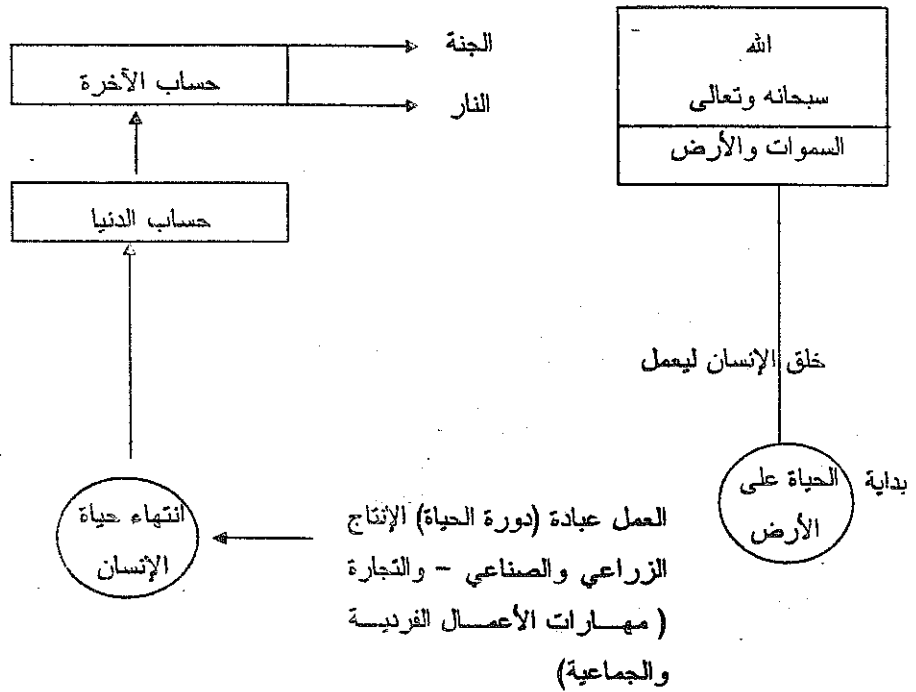 الله
سبحانه وتعالى
السموات والأرض
خلق الإنسان ليعمل
بداية
الحياة على
الأرض
العمل عبادة (دورة الحياة) الإنتاج
الزراعي والصناعي - والتجارة
( مهارات الأعمال الفردية
والجماعية)
انتهاء حياة
الإنسان
حساب الدنيا
حساب الآخرة
الجنة
النار